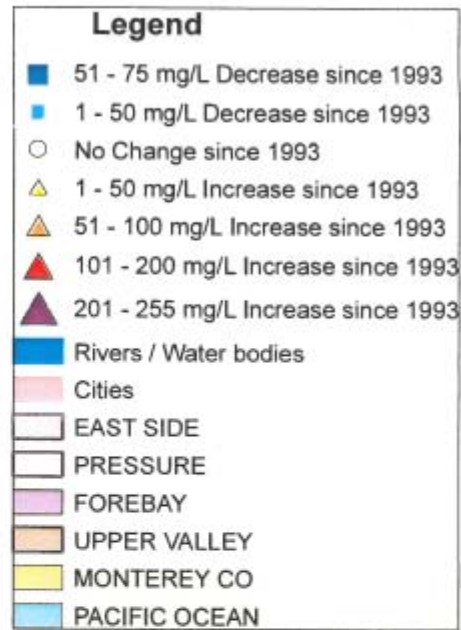 Legend
51 - 75 mg/L Decrease since 1993
1 - 50 mg/L Decrease since 1993
No Change since 1993
1 - 50 mg/L Increase since 1993
51 - 100 mg/L Increase since 1993
101 - 200 mg/L Increase since 1993
201 - 255 mg/L Increase since 1993
Rivers / Water bodies
Cities
EAST SIDE
PRESSURE
FOREBAY
UPPER VALLEY
MONTEREY CO
PACIFIC OCEAN